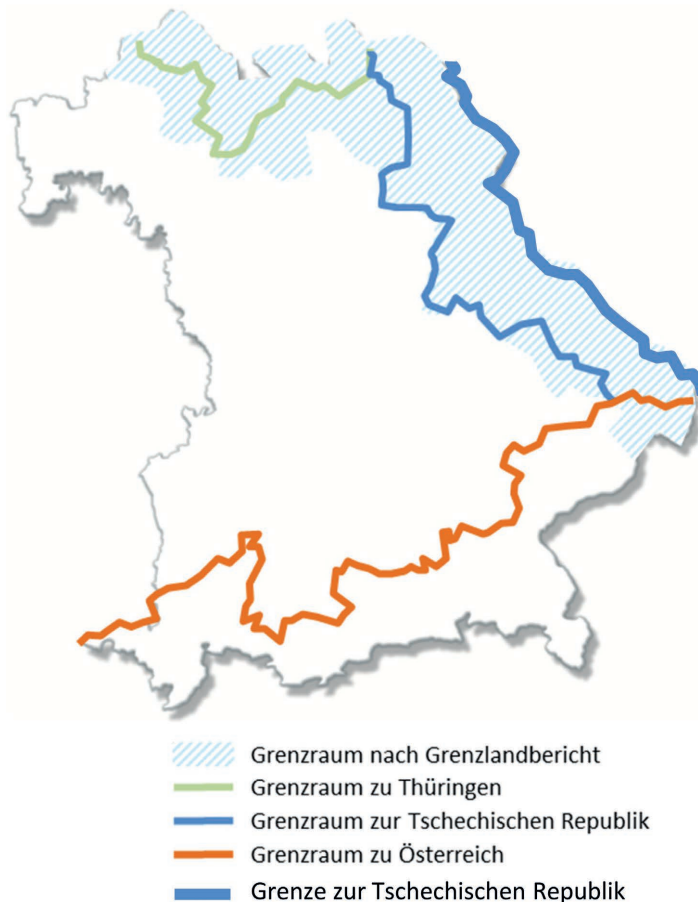 Grenzraum nach Grenzlandbericht
Grenzraum zu Thüringen
Grenzraum zur Tschechischen Republik
Grenzraum zu Österreich
Grenze zur Tschechischen Republik